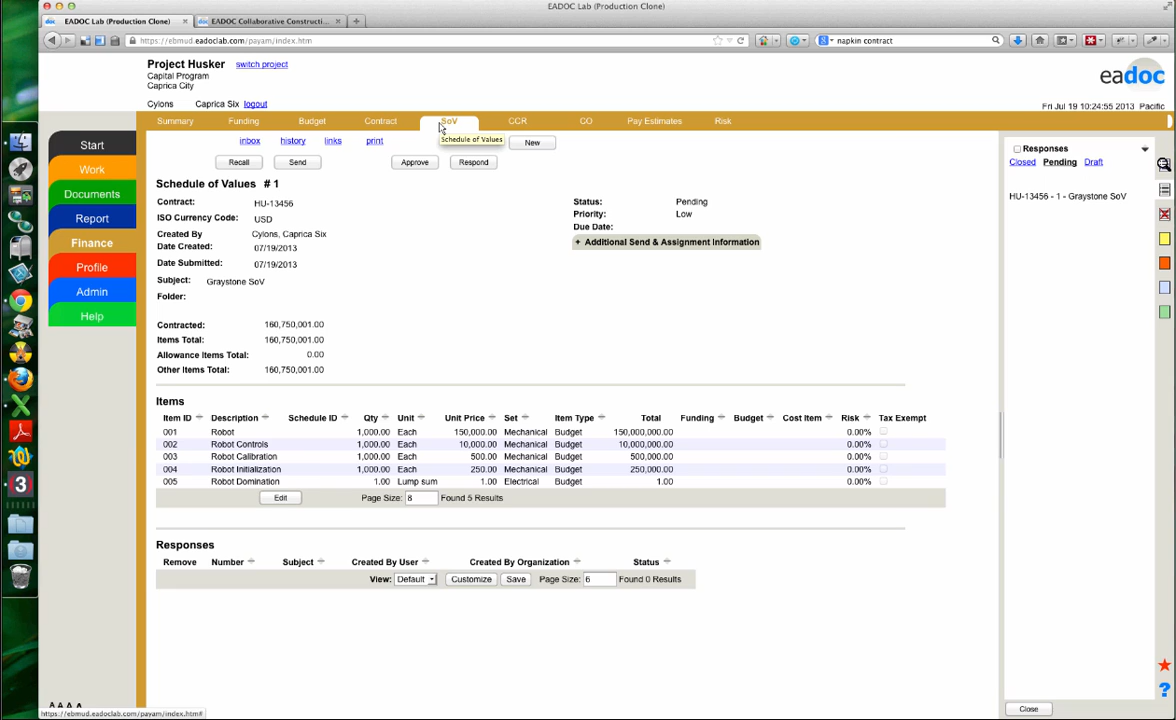 EADOC Lab (Production Clone)
EADOC Lab (Production Clone)
EADOC Collaborative Constructi...
https://ebmud.eadoclab.com/payam/index.htm
napkin contract
Project Husker
switch project
Capital Program
Caprica City
Cylons
Caprica Six
logout
eadoc
Fri Jul 19 10:24:55 2013
Pacific
Summary
Funding
Budget
Contract
SoV
CCR
CO
Pay Estimates
Risk
Schedule of Values
inbox
history
links
print
New
Recall
Send
Approve
Respond
Start
Work
Documents
Report
Finance
Profile
Admin
Help
Schedule of Values # 1
Contract: HU-13456
ISO Currency Code: USD
Created By Cylons, Caprica Six
Date Created: 07/19/2013
Date Submitted: 07/19/2013
Subject: Graystone SoV
Folder:
Status: Pending
Priority: Low
Due Date:
+ Additional Send & Assignment Information
Contracted: 160,750,001.00
Items Total: 160,750,001.00
Allowance Items Total: 0.00
Other Items Total: 160,750,001.00
Items
Item ID Description Schedule ID Qty Unit Unit Price Set Item Type Total Funding Budget Cost Item Risk Tax Exempt
001 Robot 1,000.00 Each 150,000.00 Mechanical Budget 150,000,000.00 0.00%
002 Robot Controls 1,000.00 Each 10,000.00 Mechanical Budget 10,000,000.00 0.00%
003 Robot Calibration 1,000.00 Each 500.00 Mechanical Budget 500,000.00 0.00%
004 Robot Initialization 1,000.00 Each 250.00 Mechanical Budget 250,000.00 0.00%
005 Robot Domination 1.00 Lump sum 1.00 Electrical Budget 1.00 0.00%
Edit
Page Size: 8 Found 5 Results
Responses
Remove Number Subject Created By User Created By Organization Status
View: Default Customize Save Page Size: 6 Found 0 Results
Responses
Closed Pending Draft
HU-13456 - 1 - Graystone SoV
Close
A A A A
https://ebmud.eadoclab.com/payam/index.htm#
3
?